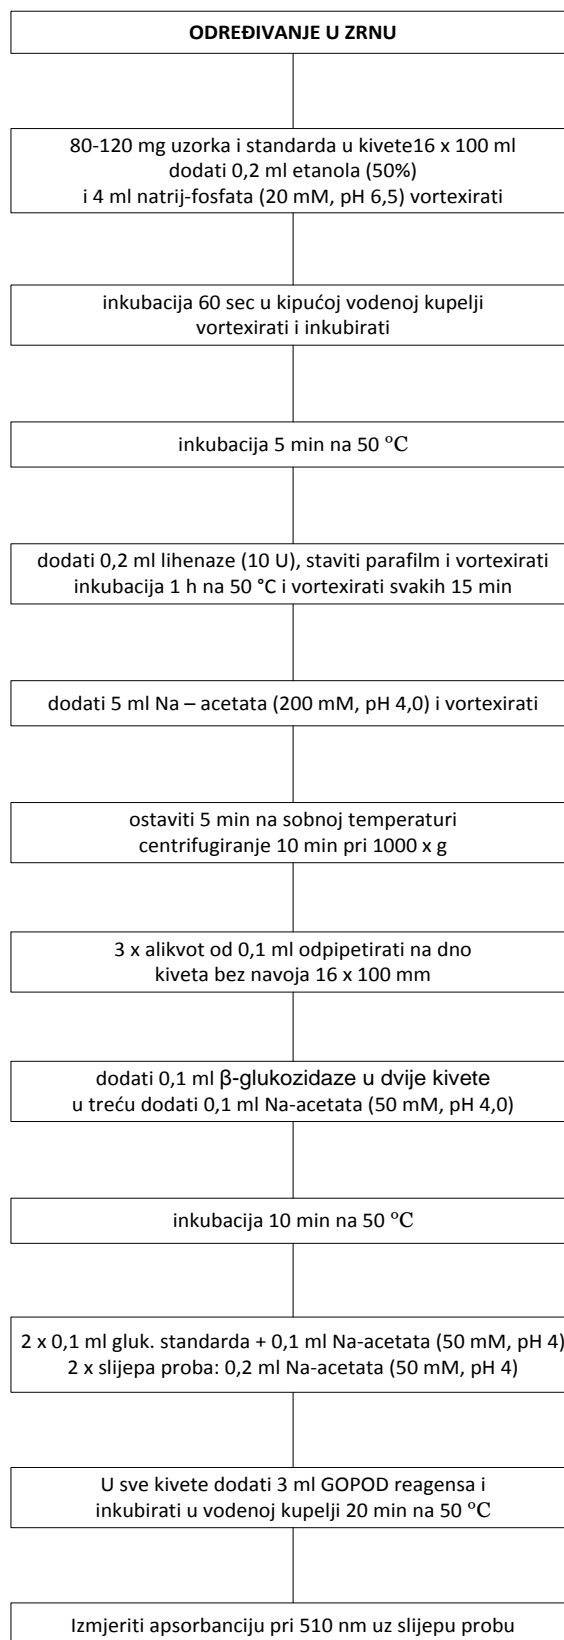 ODREĐIVANJE U ZRNU
80-120 mg uzorka i standarda u kivete16 x 100 ml
dodati 0,2 ml etanola (50%)
i 4 ml natrij-fosfata (20 mM, pH 6,5) vortexirati
inkubacija 60 sec u kipućoj vodenoj kupelji
vortexirati i inkubirati
inkubacija 5 min na 50 °C
dodati 0,2 ml lihenaze (10 U), staviti parafilm i vortexirati
inkubacija 1 h na 50 °C i vortexirati svakih 15 min
dodati 5 ml Na – acetata (200 mM, pH 4,0) i vortexirati
ostaviti 5 min na sobnoj temperaturi
centrifugiranje 10 min pri 1000 x g
3 x alikvot od 0,1 ml odpipetirati na dno
kiveta bez navoja 16 x 100 mm
dodati 0,1 ml β-glukozidaze u dvije kivete
u treću dodati 0,1 ml Na-acetata (50 mM, pH 4,0)
inkubacija 10 min na 50 °C
2 x 0,1 ml gluk. standarda + 0,1 ml Na-acetata (50 mM, pH 4)
2 x slijepa proba: 0,2 ml Na-acetata (50 mM, pH 4)
U sve kivete dodati 3 ml GOPOD reagensa i
inkubirati u vodenoj kupelji 20 min na 50 °C
Izmjeriti apsorbanciju pri 510 nm uz slijepu probu